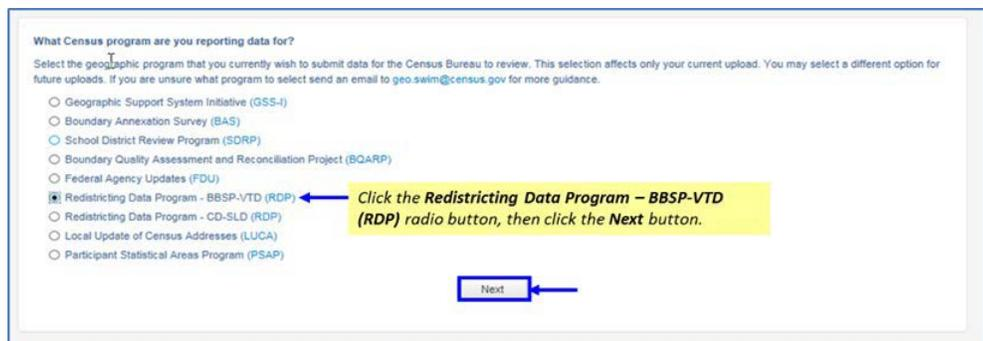 What Census program are you reporting data for?
Select the geographic program that you currently wish to submit data for the Census Bureau to review. This selection affects only your current upload. You may select a different option for
future uploads. If you are unsure what program to select send an email to geo.swim@census.gov for more guidance.
Geographic Support System Initiative (GSS-I)
Boundary Annexation Survey (BAS)
School District Review Program (SDRP)
Boundary Quality Assessment and Reconciliation Project (BQARP)
Federal Agency Updates (FDU)
Redistricting Data Program - BBSP-VTD (RDP)
Click the Redistricting Data Program – BBSP-VTD
(RDP) radio button, then click the Next button.
Redistricting Data Program - CD-SLD (RDP)
Local Update of Census Addresses (LUCA)
Participant Statistical Areas Program (PSAP)
Next